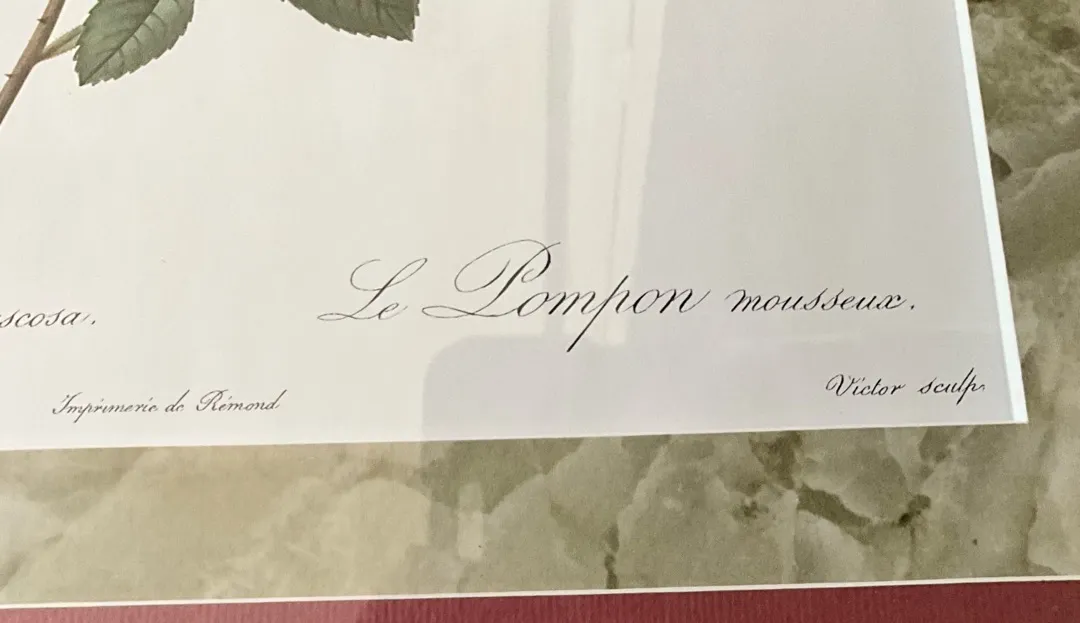 scosa. Le Pompon mousseux.
Imprimerie de Rémond Victor sculp.